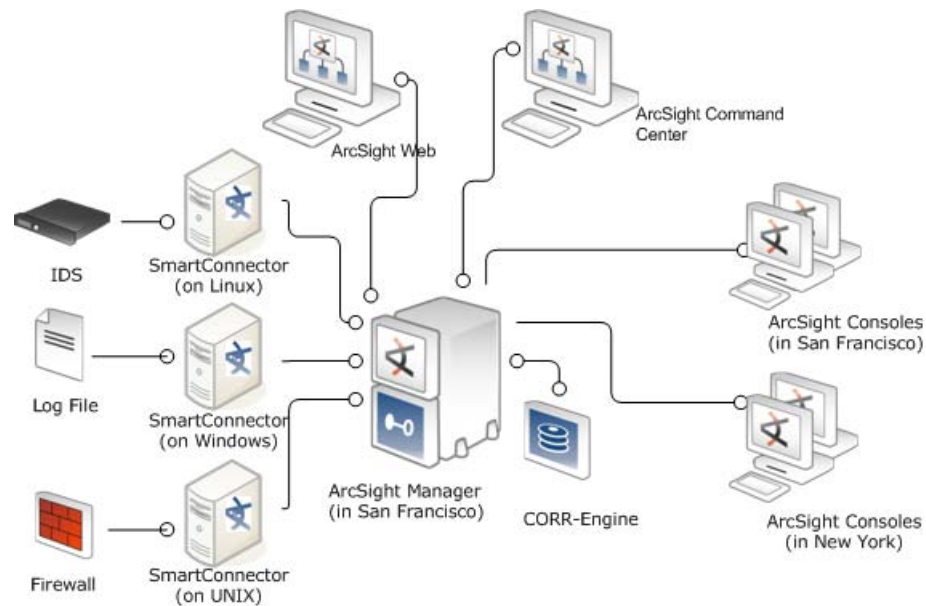 ArcSight Web
ArcSight Command
Center
IDS
SmartConnector
(on Linux)
ArcSight Consoles
(in San Francisco)
Log File
SmartConnector
(on Windows)
ArcSight Manager
(in San Francisco)
CORR-Engine
ArcSight Consoles
(in New York)
Firewall
SmartConnector
(on UNIX)